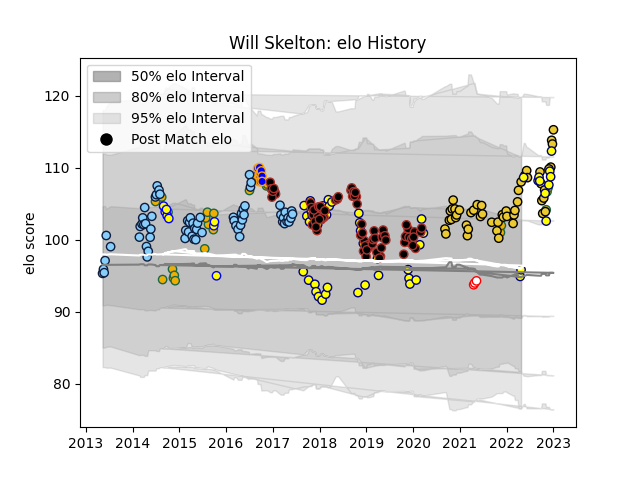 Will Skelton: elo History
50% elo Interval
80% elo Interval
95% elo Interval
Post Match elo
elo score
120
110
100
90
80
2013 2014 2015 2016 2017 2018 2019 2020 2021 2022 2023